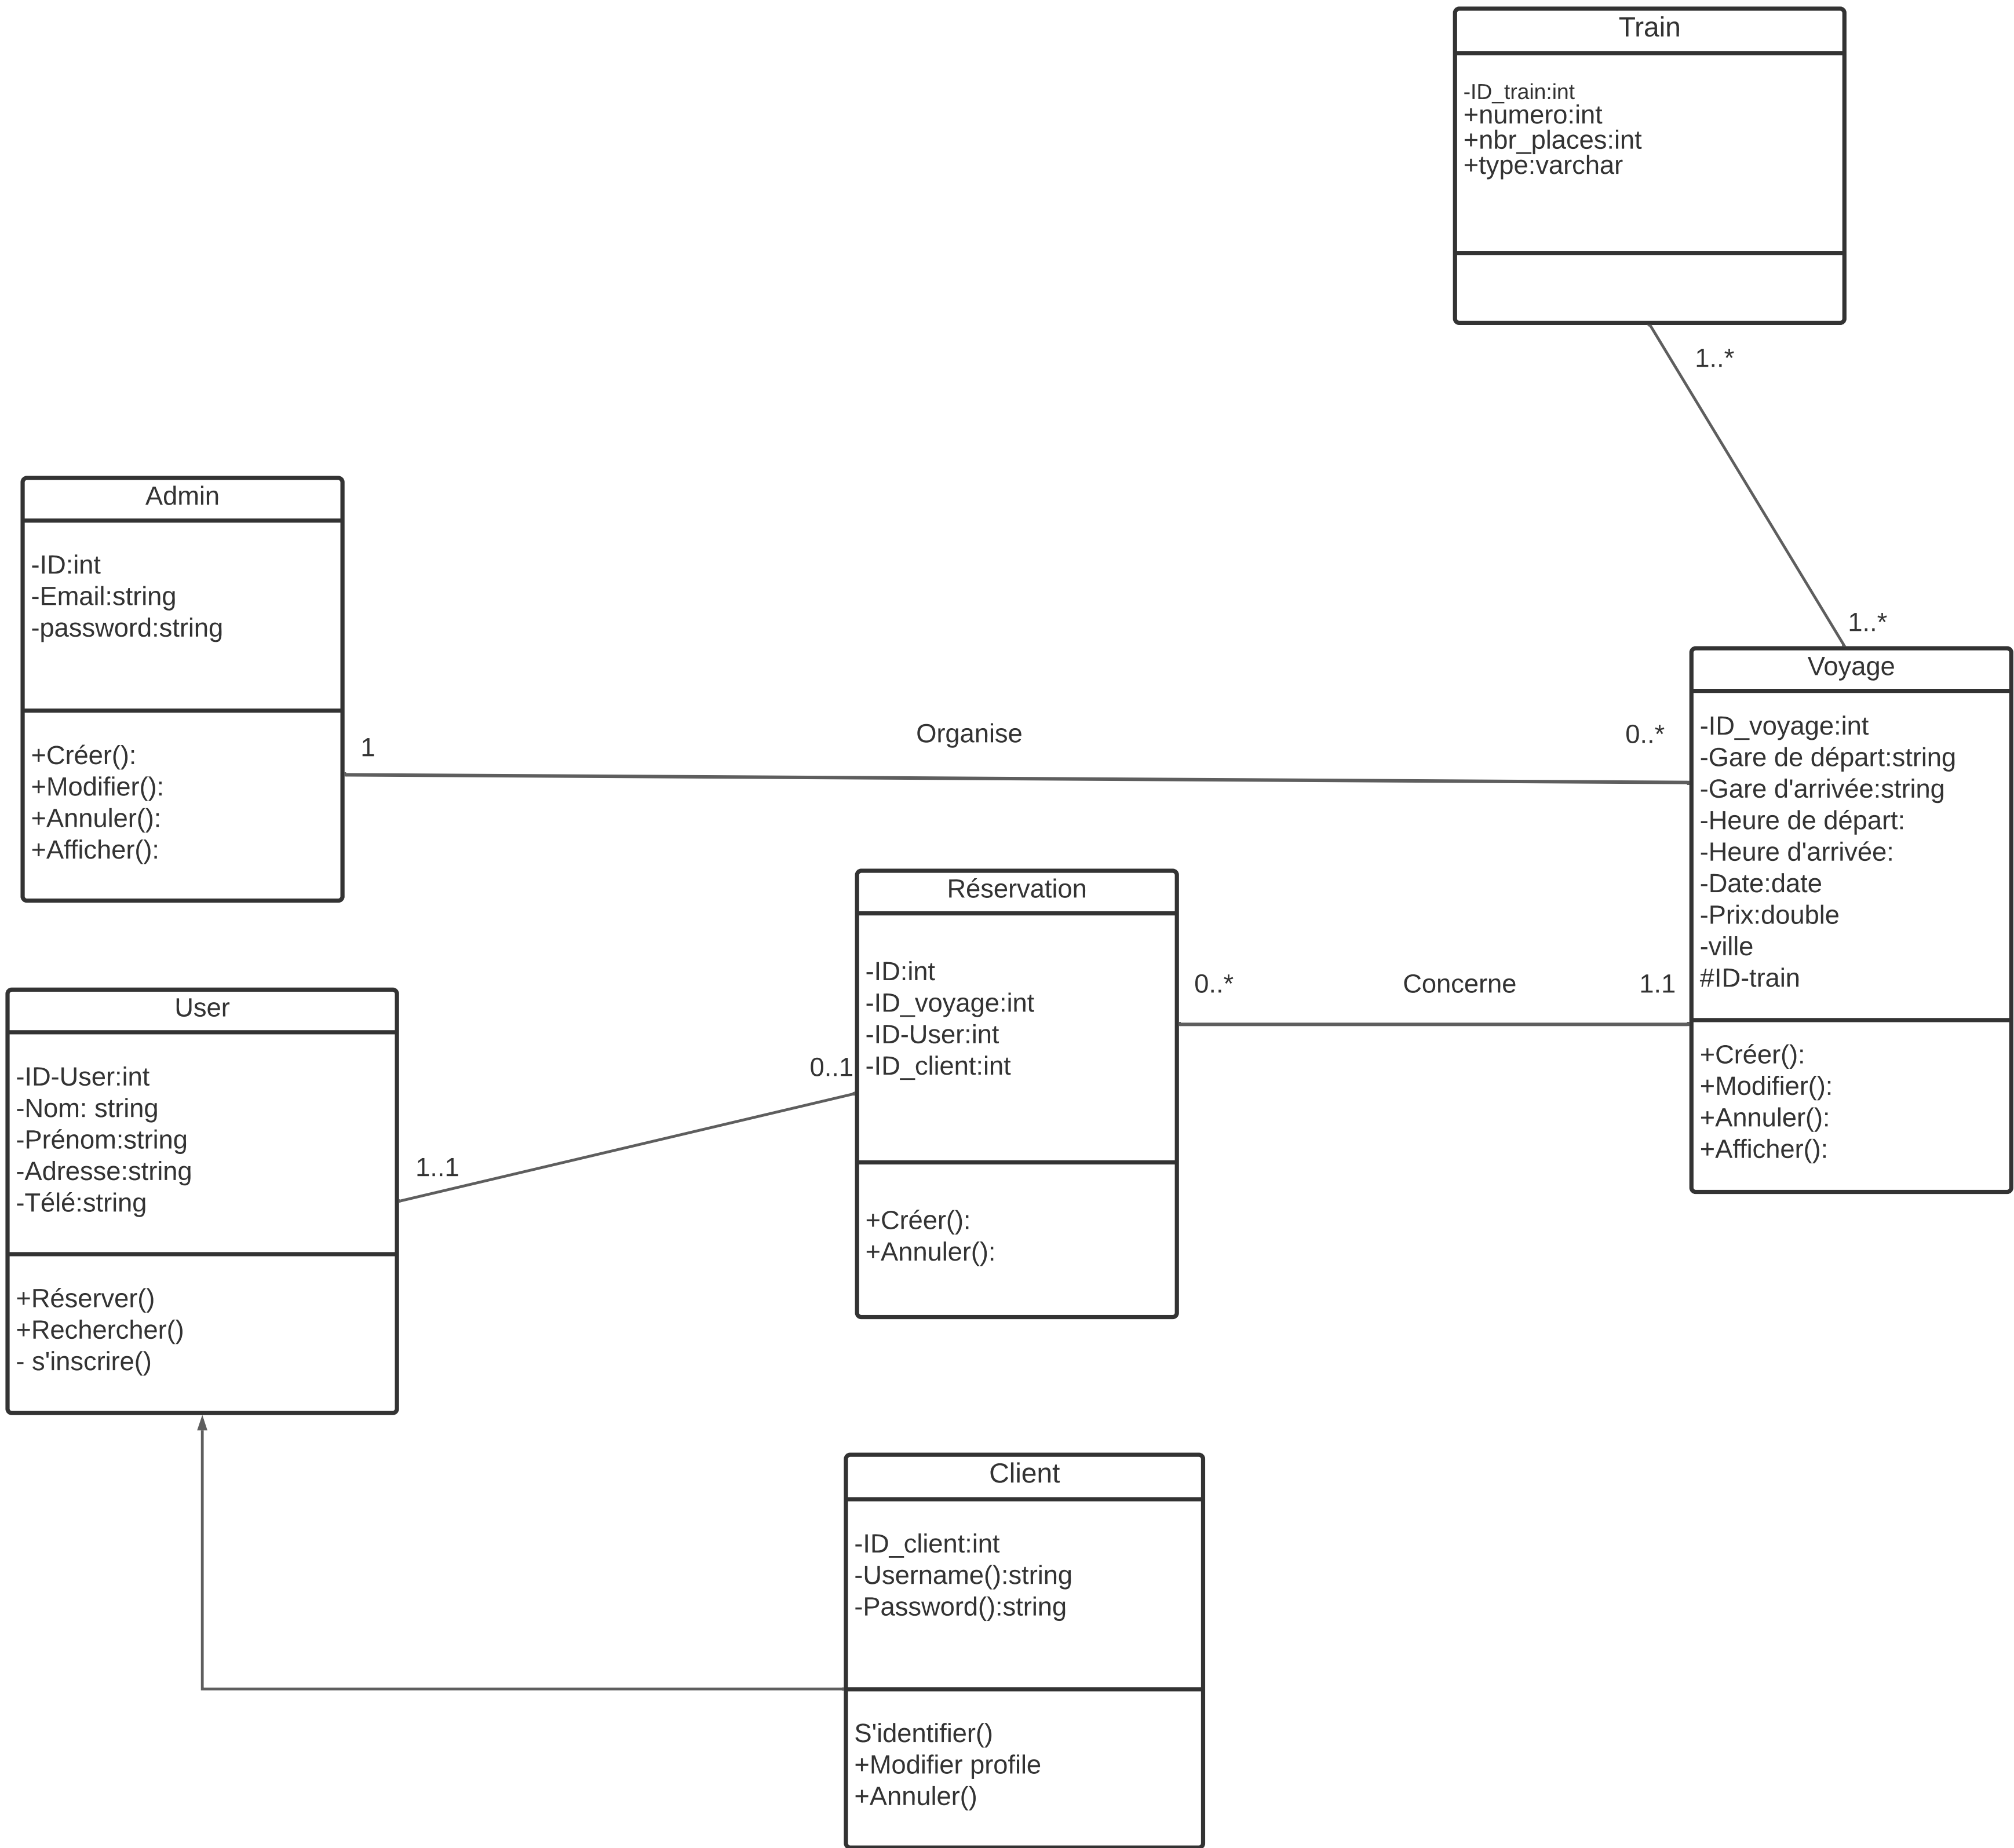 Train
-ID_train:int
+numero:int
+nbr_places:int
+type:varchar
1..*
1..*
Admin
-ID:int
-Email:string
-password:string
+Créer():
+Modifier():
+Annuler():
+Afficher():
1
Organise
0..*
Voyage
-ID_voyage:int
-Gare de départ:string
-Gare d'arrivée:string
-Heure de départ:
-Heure d'arrivée:
-Date:date
-Prix:double
-ville
#ID-train
+Créer():
+Modifier():
+Annuler():
+Afficher():
Réservation
-ID:int
-ID_voyage:int
-ID-User:int
-ID_client:int
+Créer():
+Annuler():
0..*
Concerne
1.1
User
-ID-User:int
-Nom: string
-Prénom:string
-Adresse:string
-Télé:string
+Réserver()
+Rechercher()
- s'inscrire()
1..1
0..1
Client
-ID_client:int
-Username():string
-Password():string
S'identifier()
+Modifier profile
+Annuler()